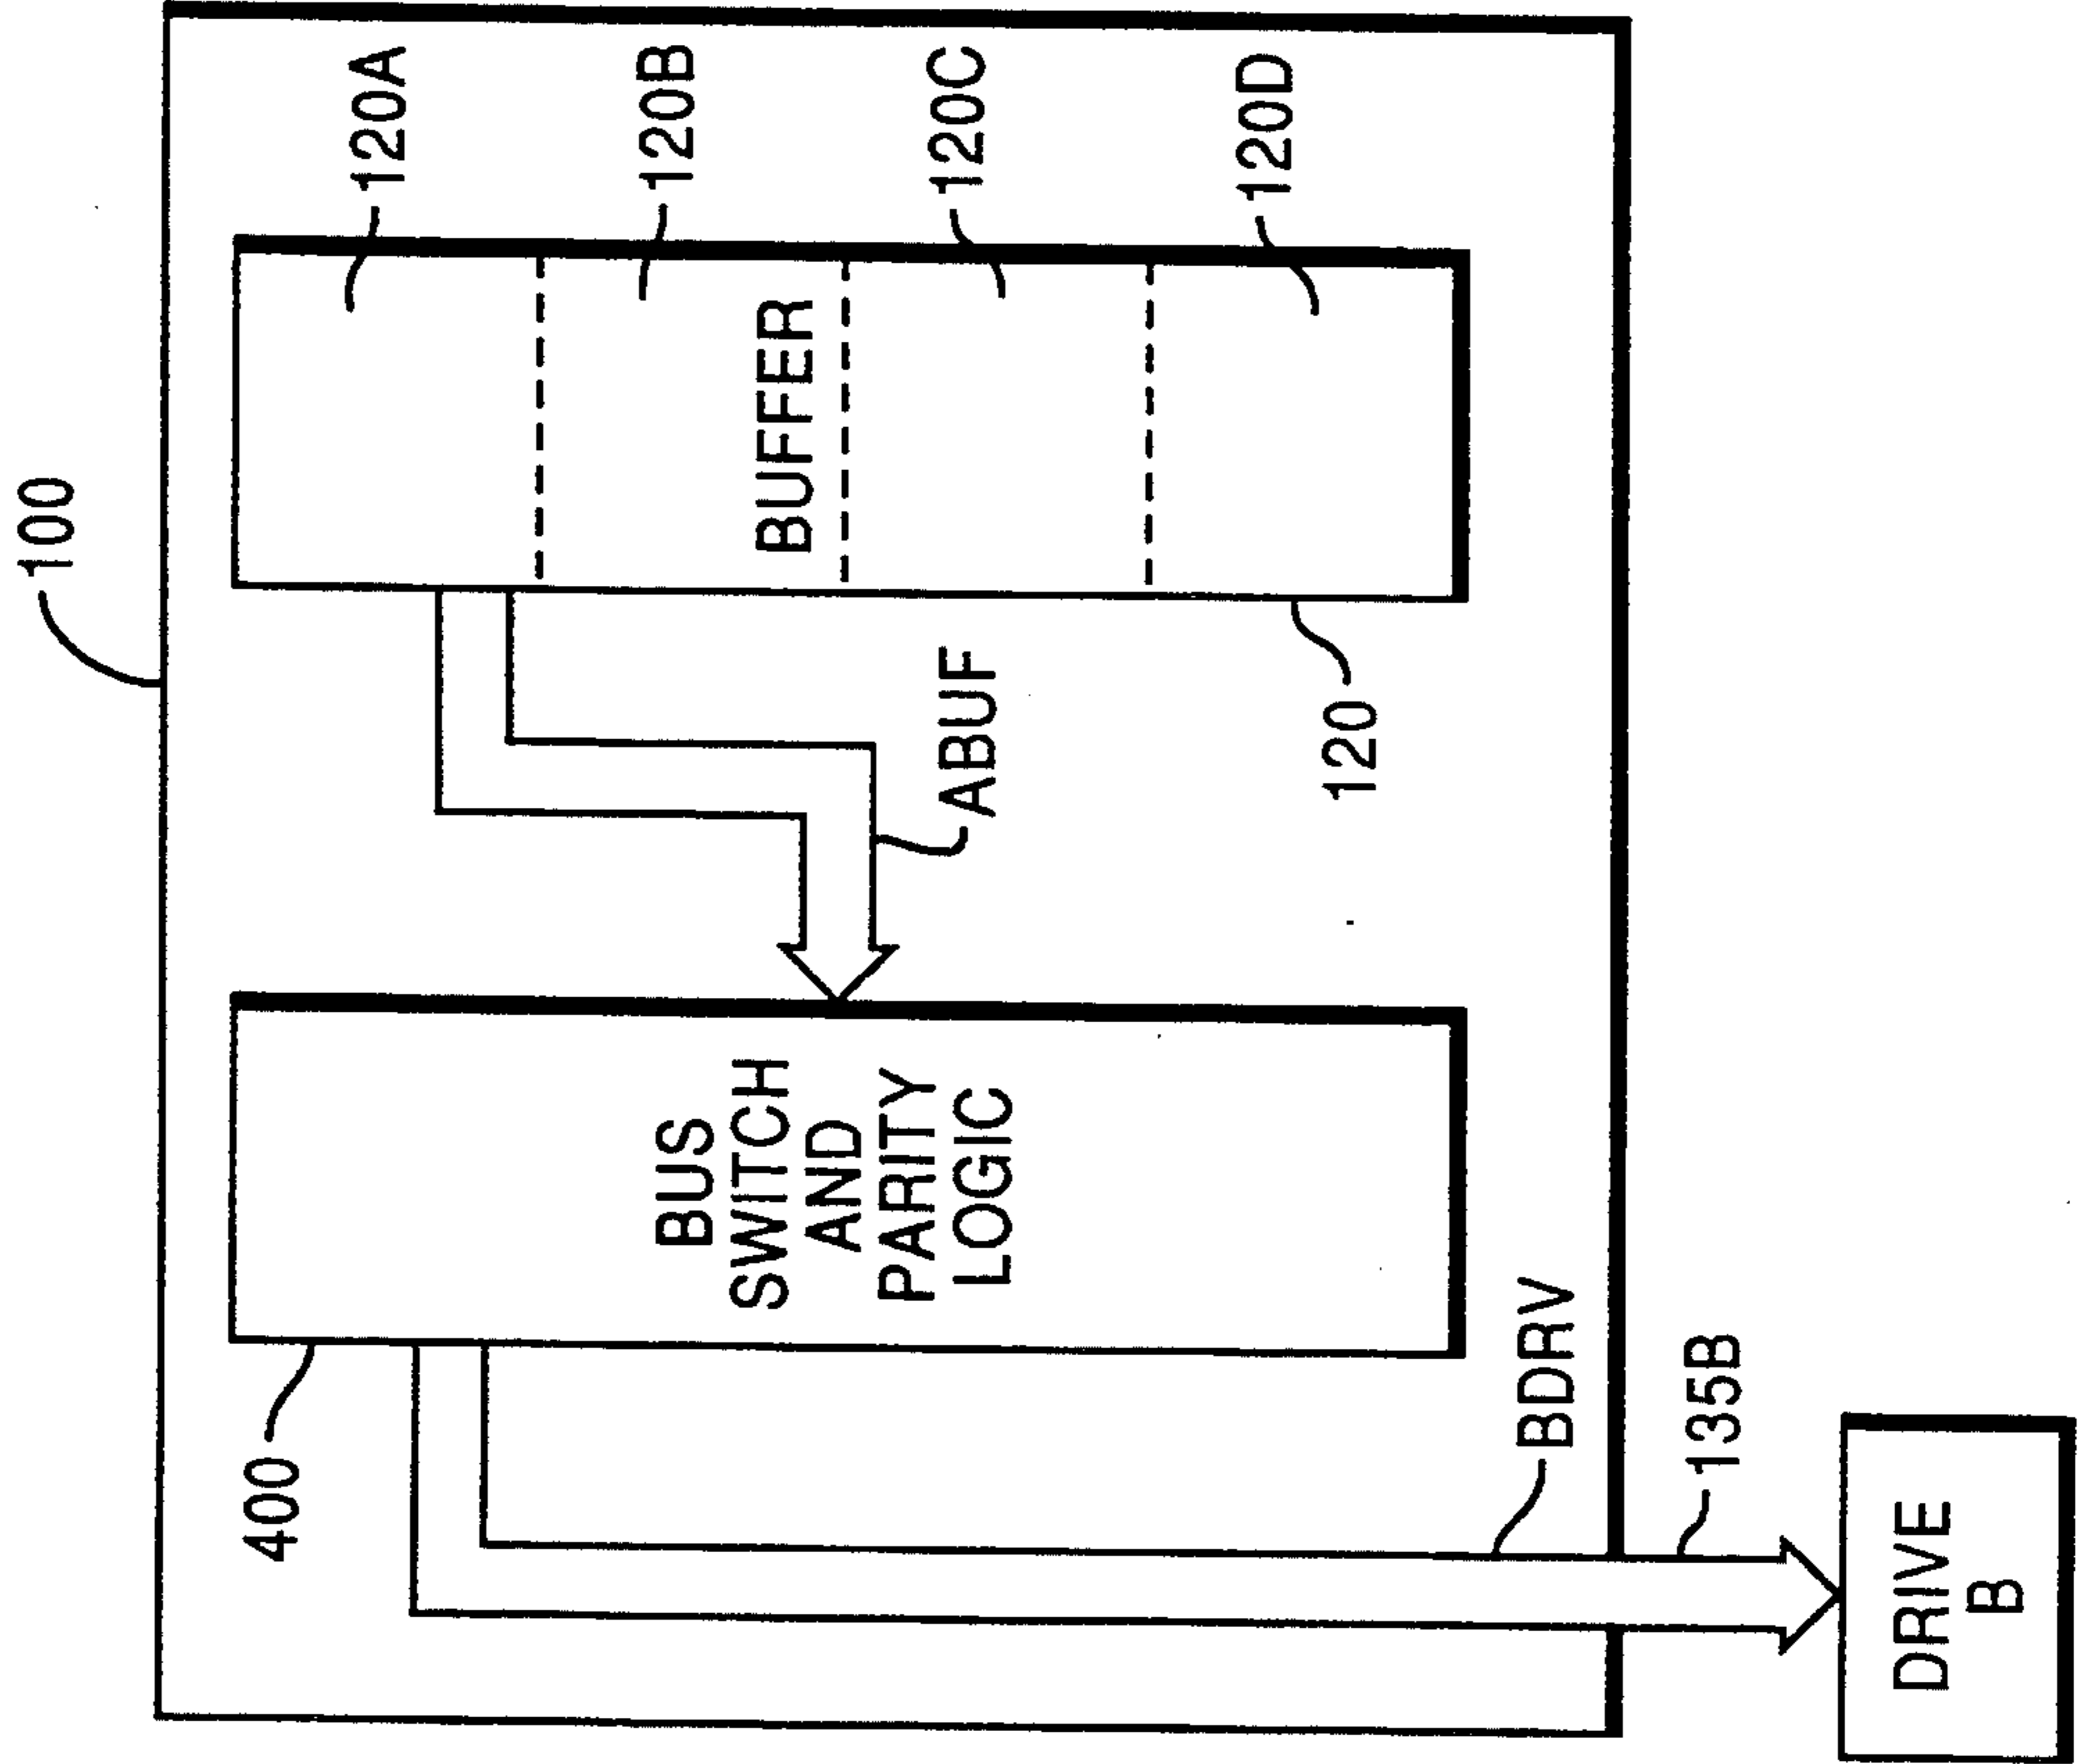 100
120A
120B
120C
120D
BUFFER
120
ABUF
BUS
SWITCH
AND
PARITY
LOGIC
400
BDRV
135B
DRIVE
B